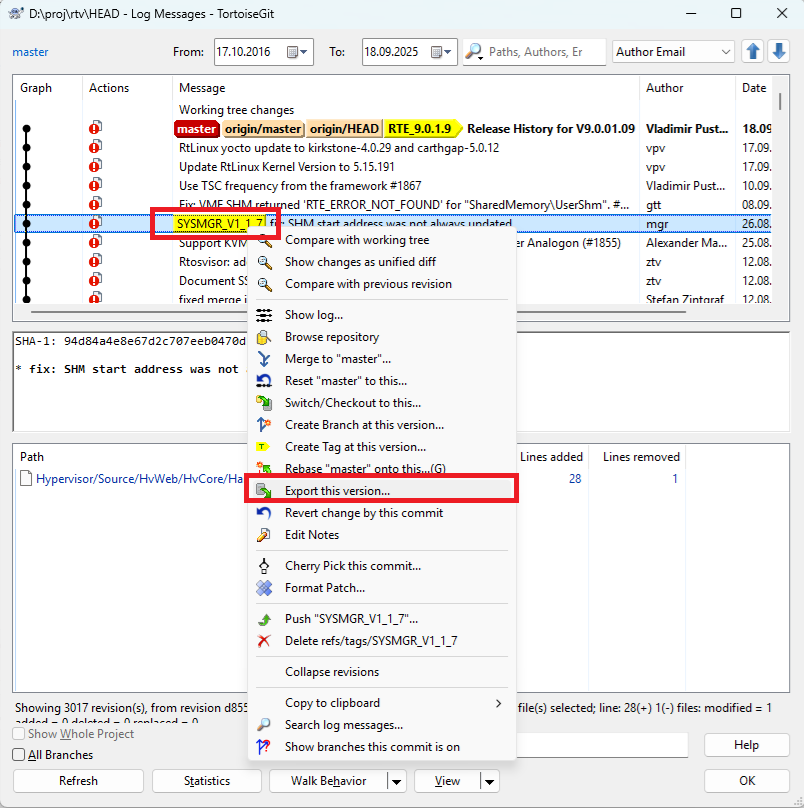 D:\proj\rtv\HEAD - Log Messages - TortoiseGit
master From: 17.10.2016 To: 18.09.2025 Paths, Authors, Er Author Email
Graph Actions Message Author Date
Working tree changes
master origin/master origin/HEAD RTE_9.0.1.9 Release History for V9.0.01.09 Vladimir Pust... 18.09
RtLinux yocto update to kirkstone-4.0.29 and carthgap-5.0.12 vpv 17.09.
Update RtLinux Kernel Version to 5.15.191 vpv 17.09.
Use TSC frequency from the framework #1867 Vladimir Pust... 10.09.
Fix: VMF SHM returned 'RTE_ERROR_NOT_FOUND' for "SharedMemory\UserShm". #... gtt 08.09.
SYSMGR_V1_1_7 fix: SHM start address was not always updated mgr 26.08.
Support KVM Analogon (#1855) Alexander Ma... 25.08.
Rtosvisor: ad ztv 12.08.
Document SS ztv 12.08.
fixed merge i Stefan Zintgraf 12.08.
SHA-1: 94d84a4e8e67d2c707eeb0470d
* fix: SHM start address was not
Path Lines added Lines removed
Hypervisor/Source/HvWeb/HvCore/Ha 28 1
Compare with working tree
Show changes as unified diff
Compare with previous revision
Show log...
Browse repository
Merge to "master"...
Reset "master" to this...
Switch/Checkout to this...
Create Branch at this version...
Create Tag at this version...
Rebase "master" onto this...(G)
Export this version...
Revert change by this commit
Edit Notes
Cherry Pick this commit...
Format Patch...
Push "SYSMGR_V1_1_7"...
Delete refs/tags/SYSMGR_V1_1_7
Collapse revisions
Copy to clipboard
Search log messages...
Show branches this commit is on
Showing 3017 revision(s), from revision d855 file(s) selected; line: 28(+) 1(-) files: modified = 1
added = 0 deleted = 0 replaced = 0
Show Whole Project
All Branches
Help
Refresh Statistics Walk Behavior View OK